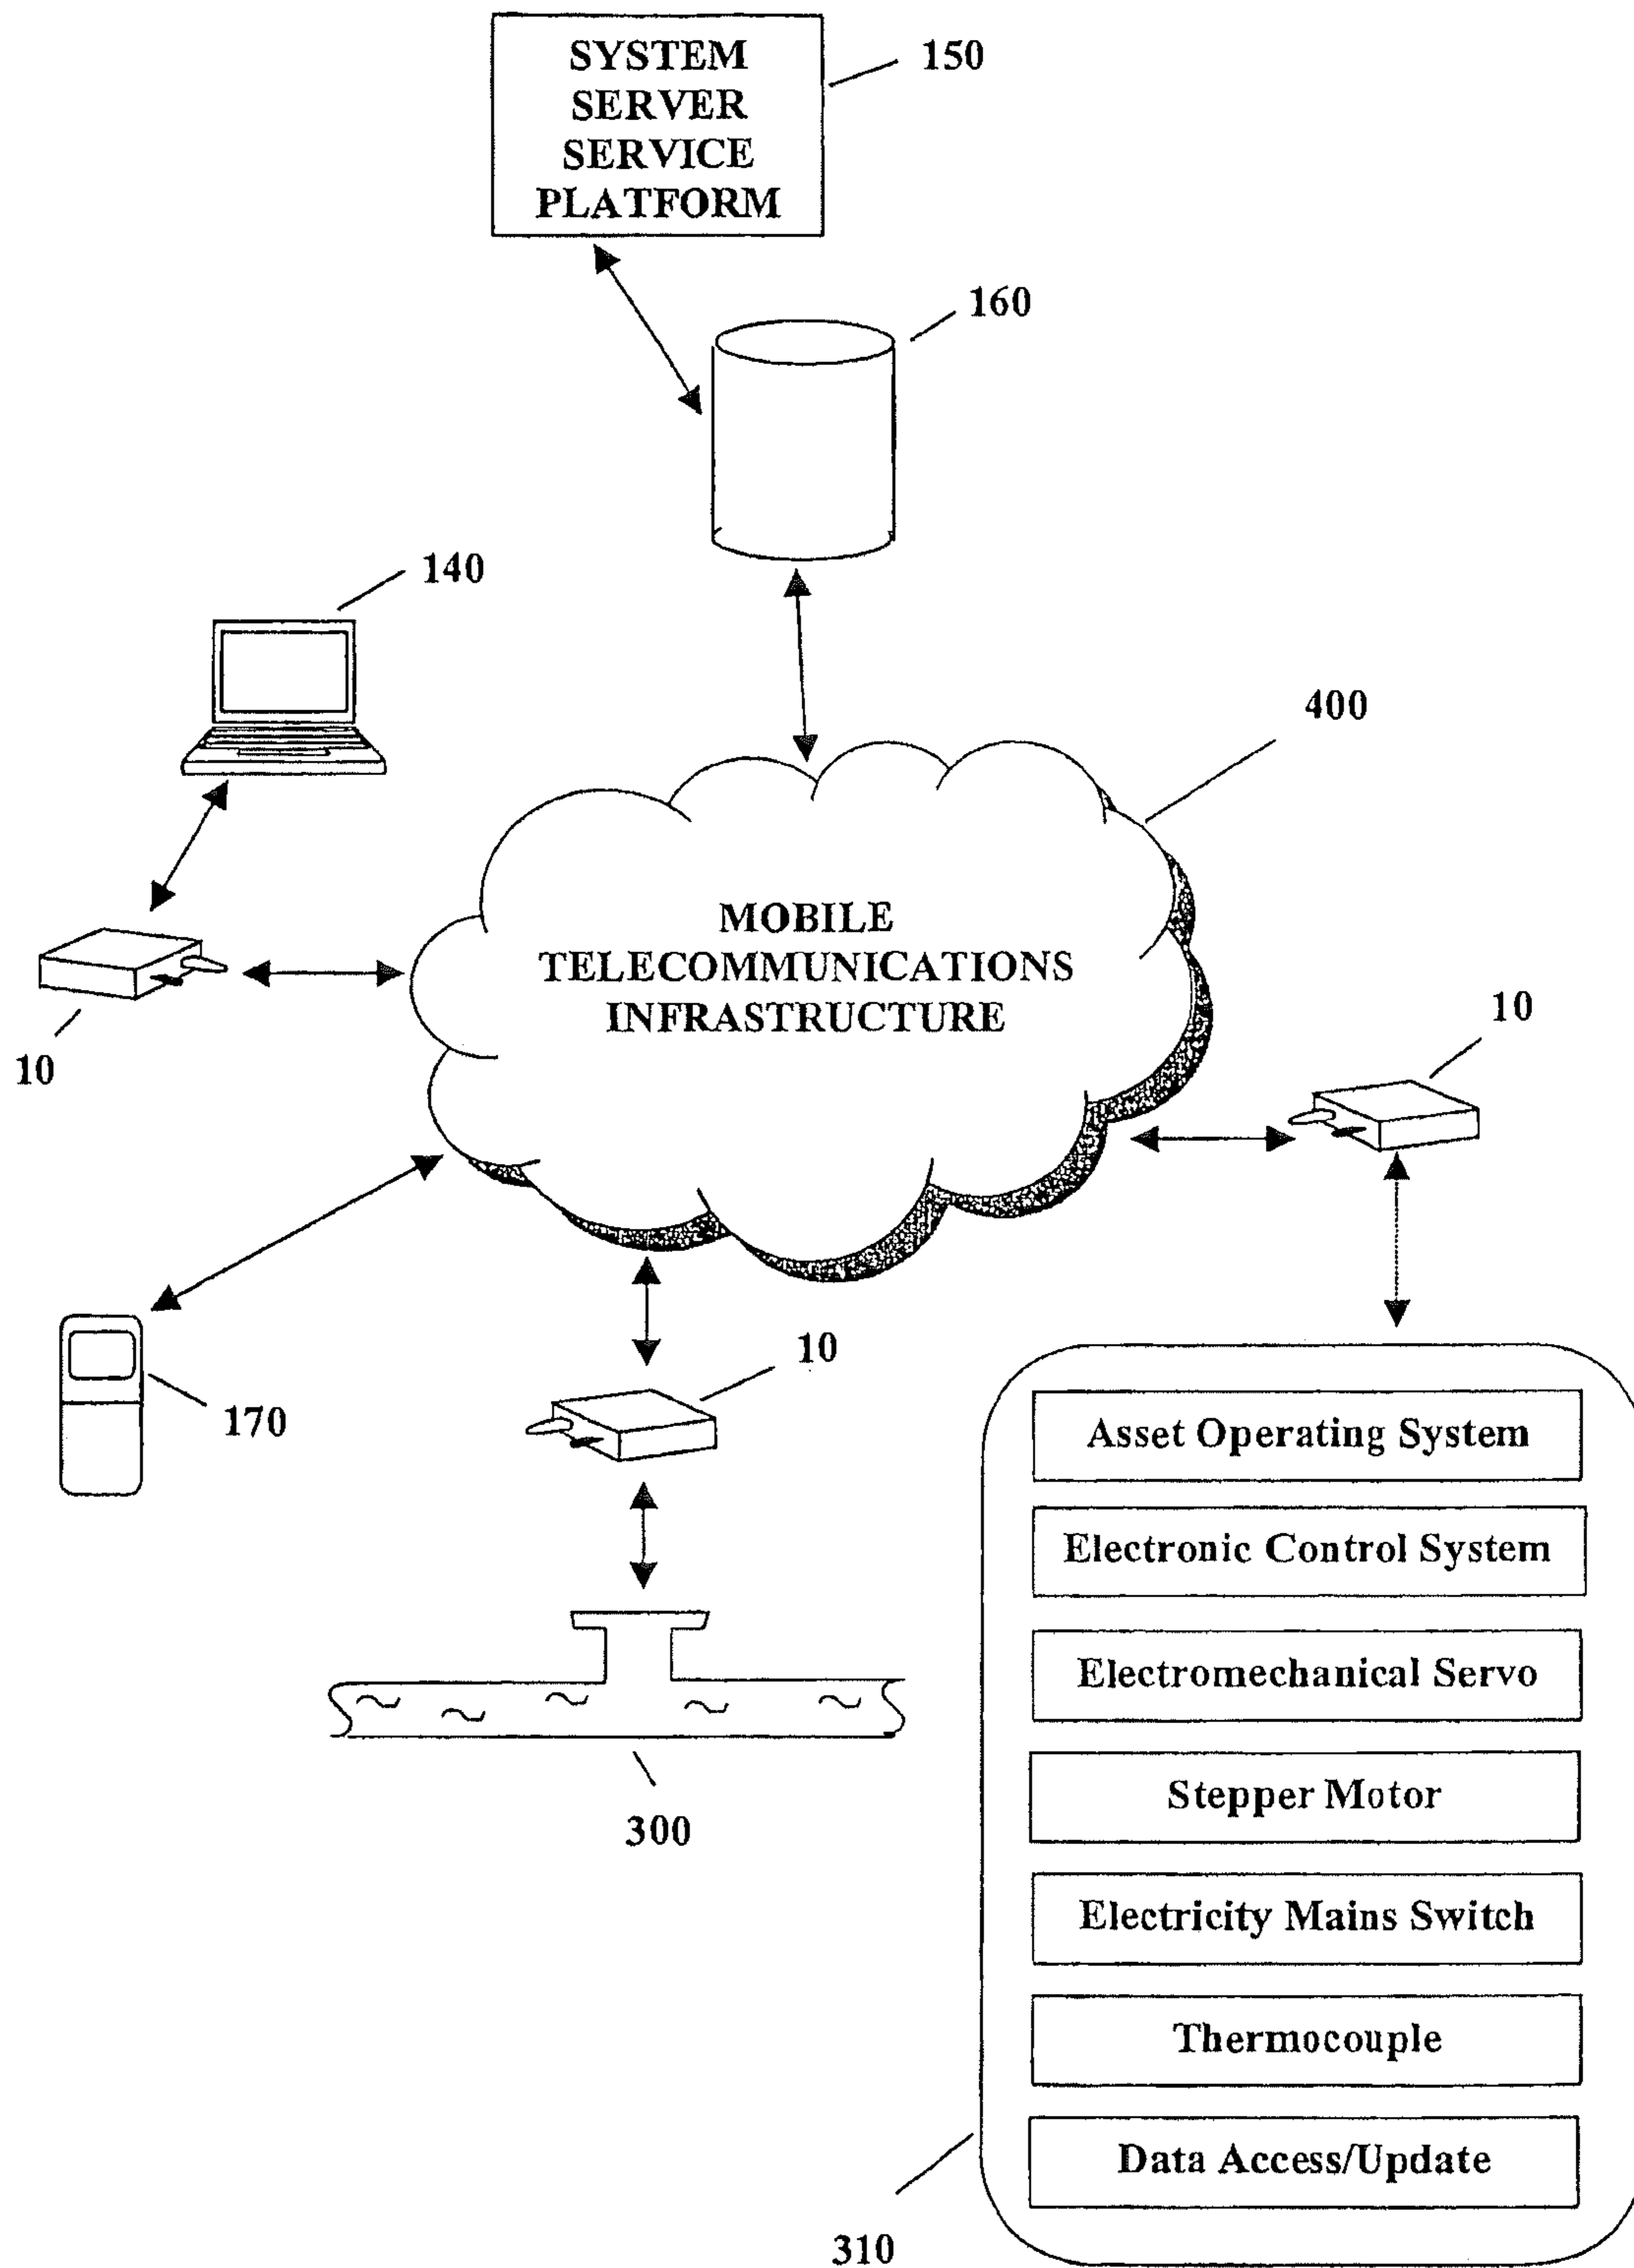 SYSTEM
SERVER
SERVICE
PLATFORM
150
160
140
400
MOBILE
TELECOMMUNICATIONS
INFRASTRUCTURE
10
10
10
170
300
Asset Operating System
Electronic Control System
Electromechanical Servo
Stepper Motor
Electricity Mains Switch
Thermocouple
Data Access/Update
310